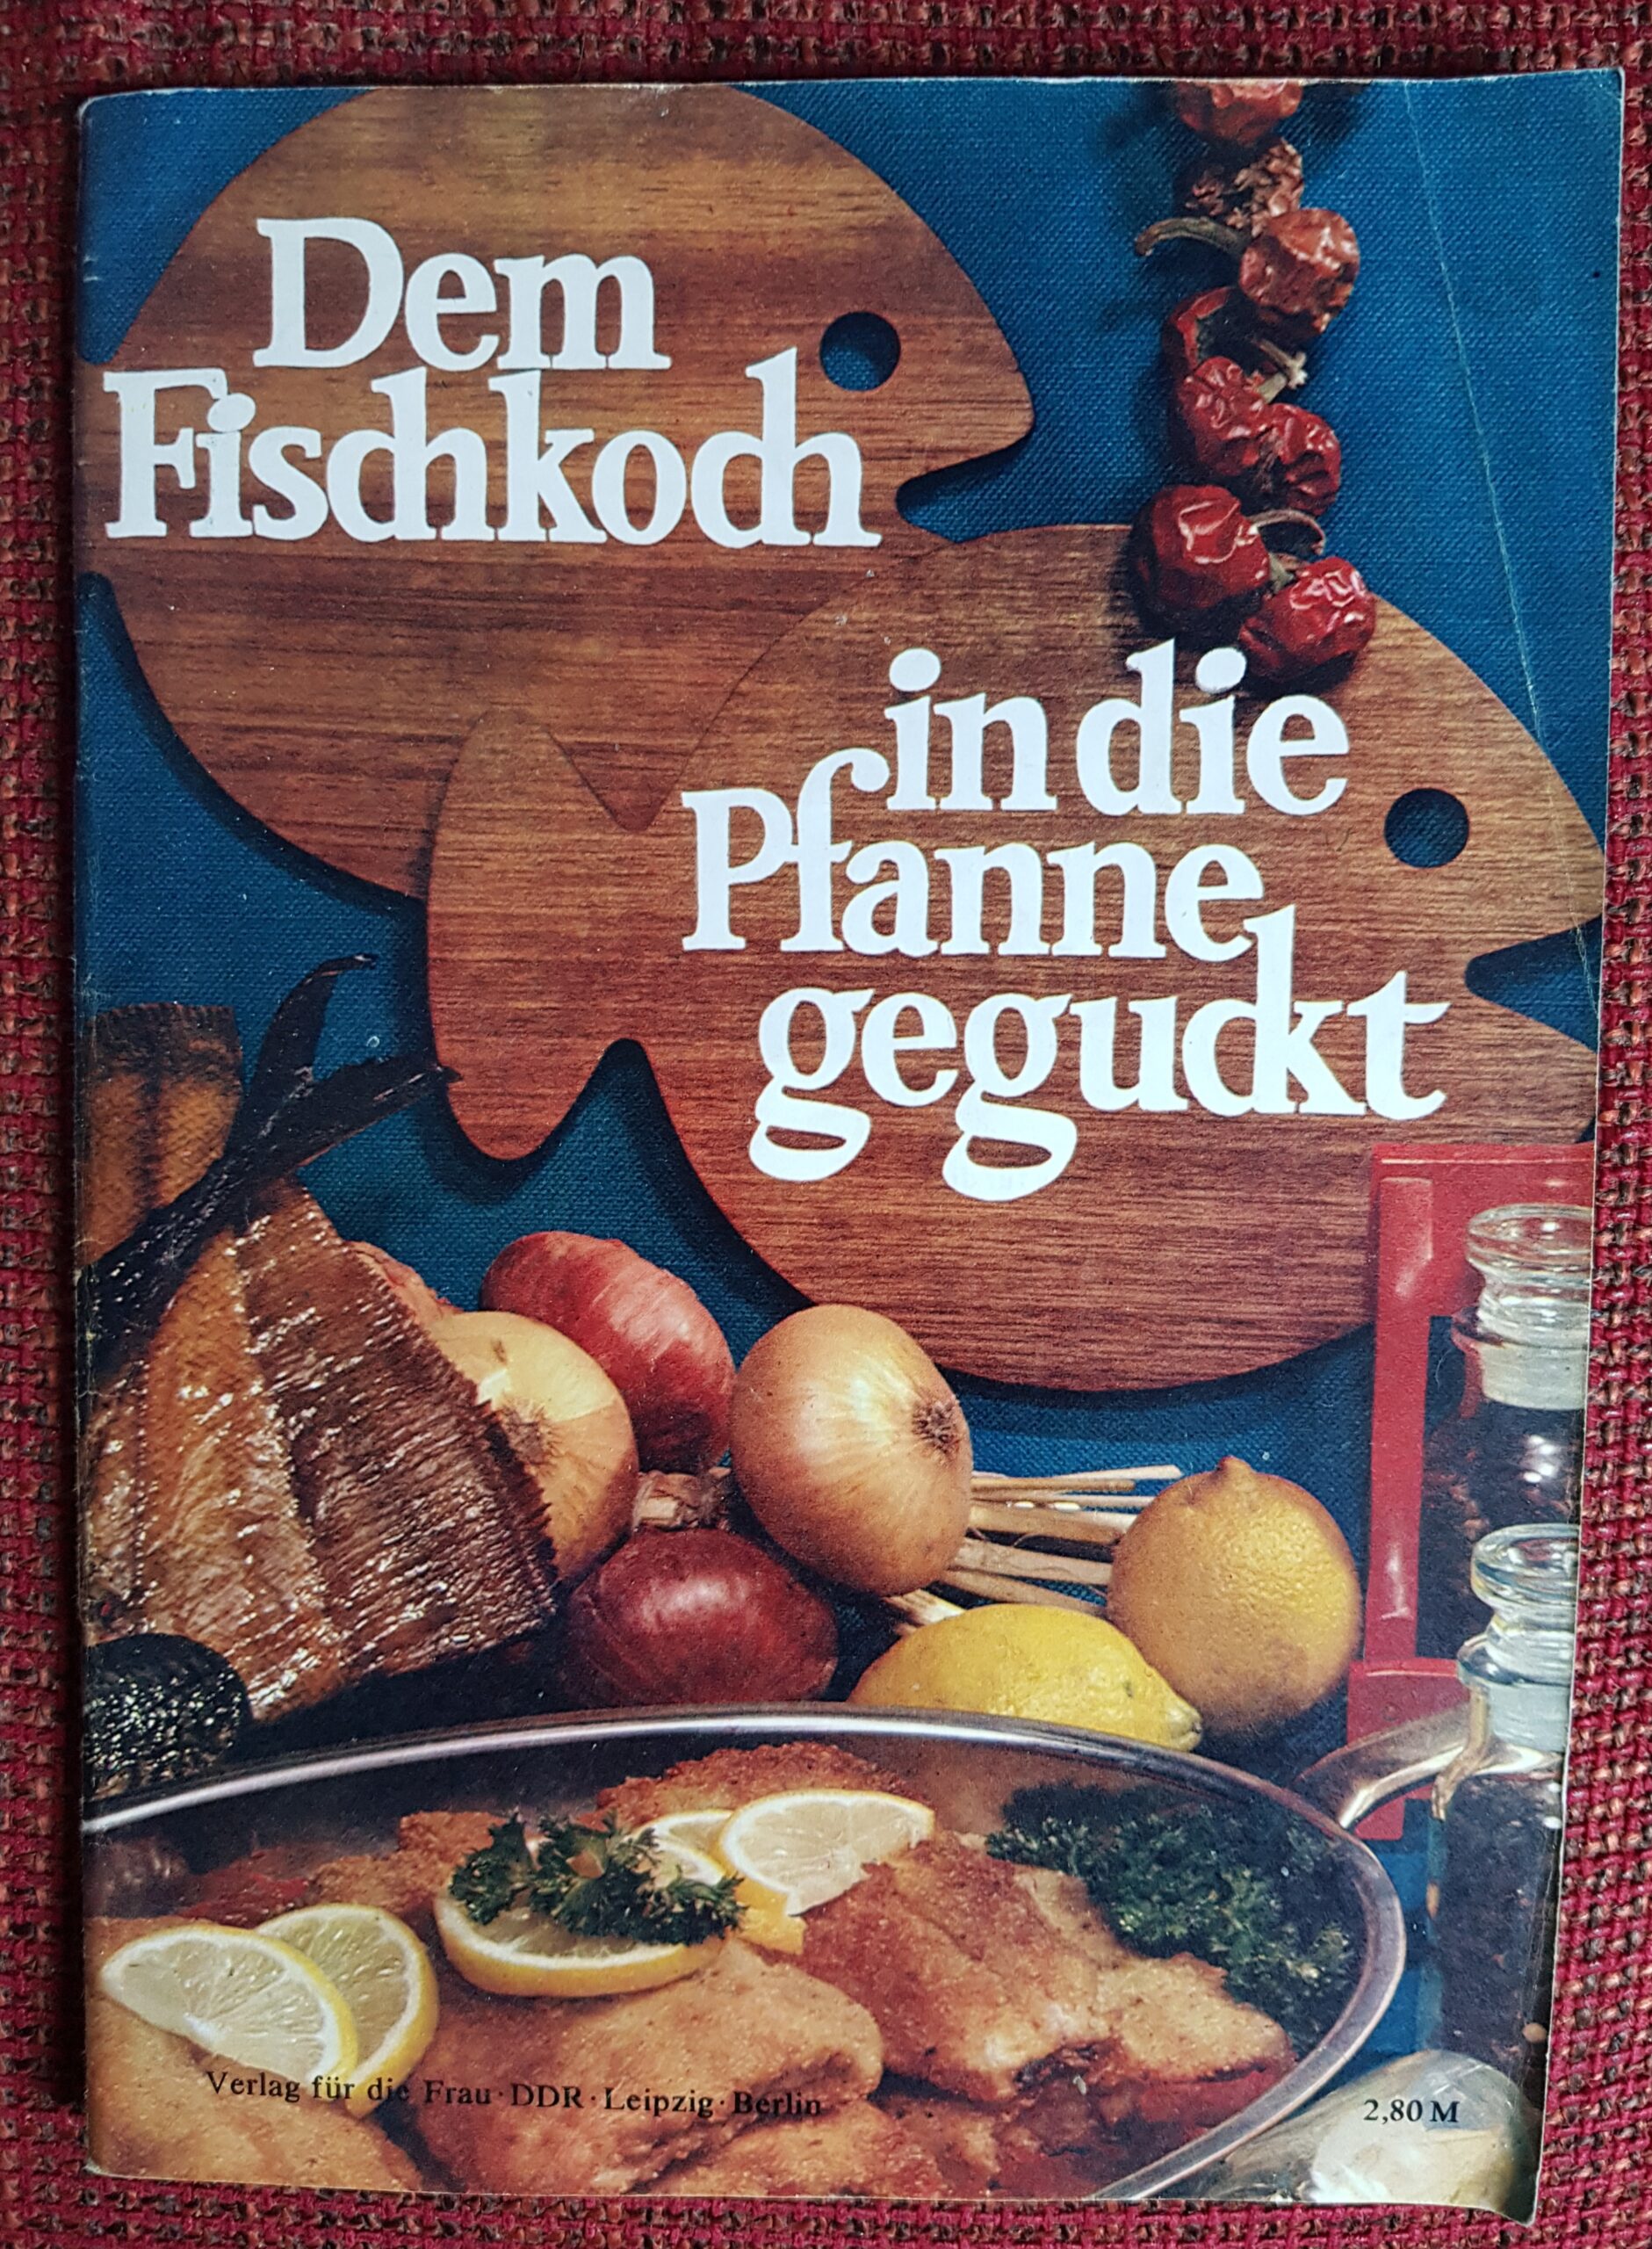 Dem
Fischkoch
in die
Pfanne
geguckt
Verlag für die Frau · DDR · Leipzig · Berlin
2,80 M